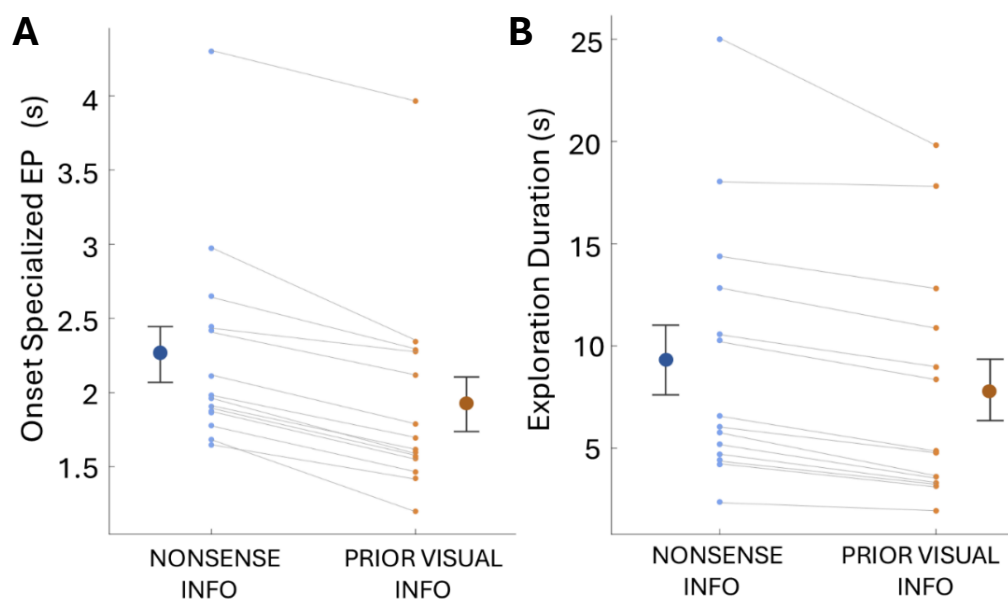 A
Onset Specialized EP (s)
4
3.5
3
2.5
2
1.5
NONSENSE
INFO
PRIOR VISUAL
INFO
B
Exploration Duration (s)
25
20
15
10
5
NONSENSE
INFO
PRIOR VISUAL
INFO